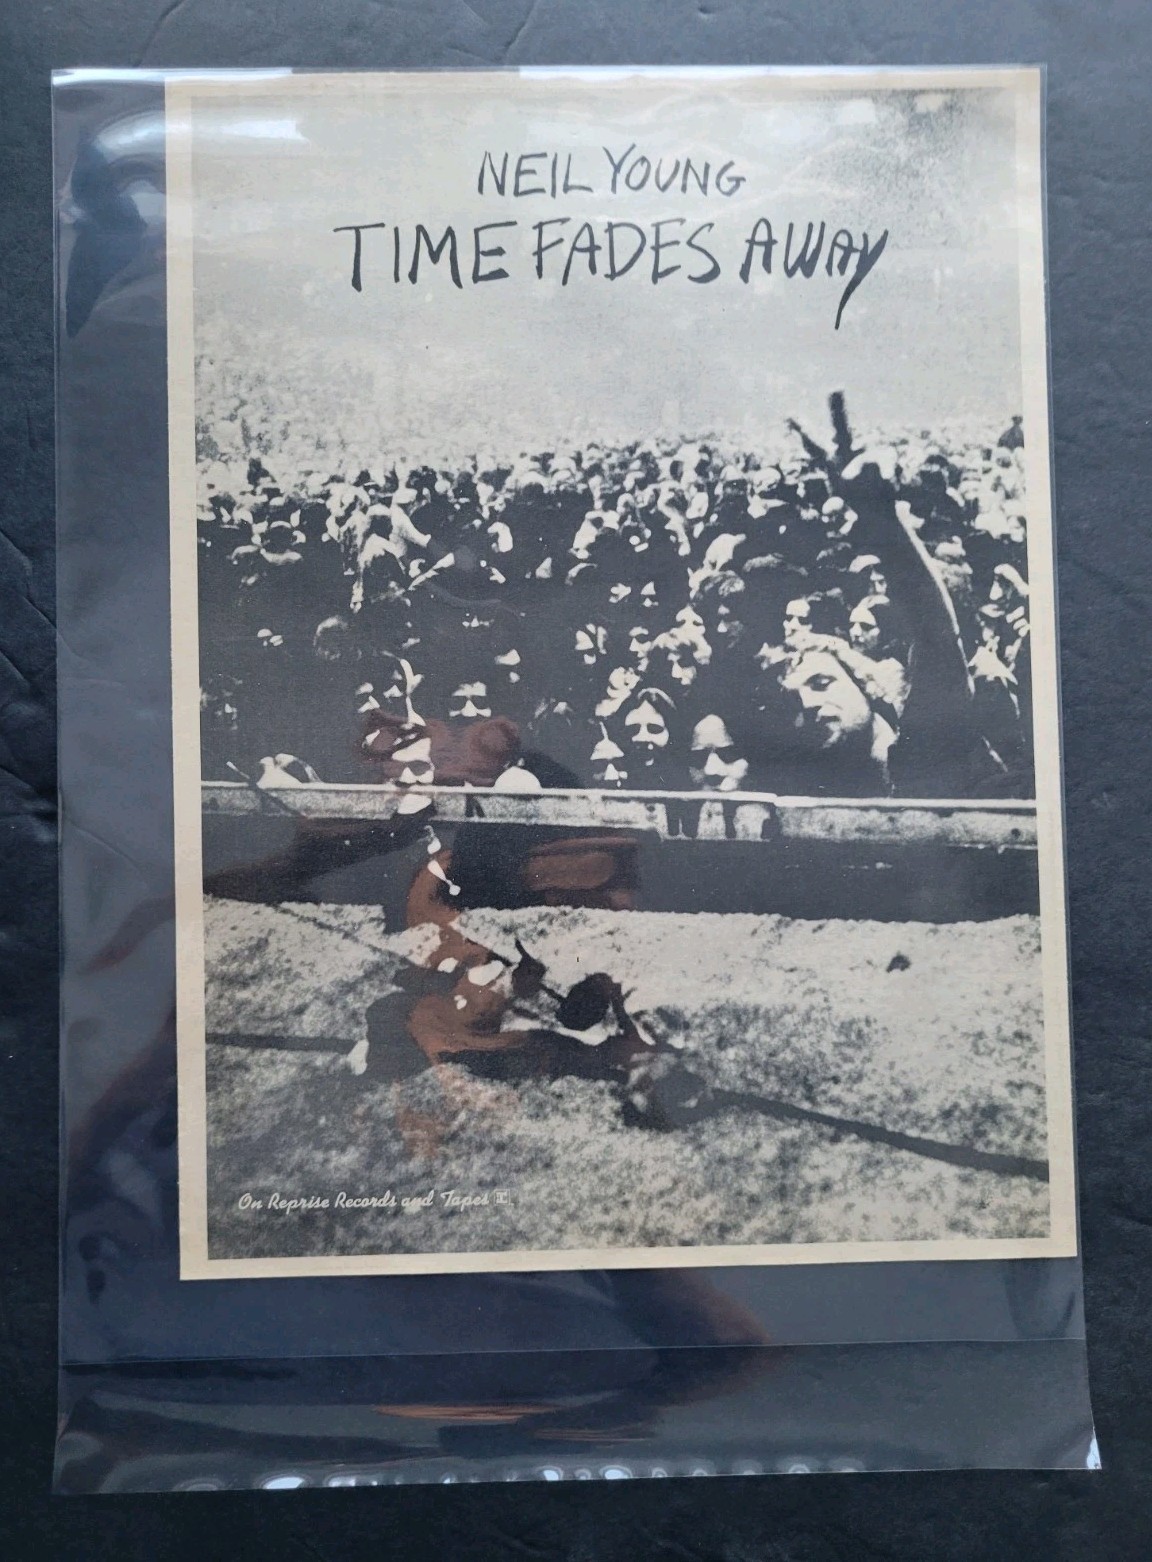 NEIL YOUNG
TIME FADES AWAY
On Reprise Records and Tapes